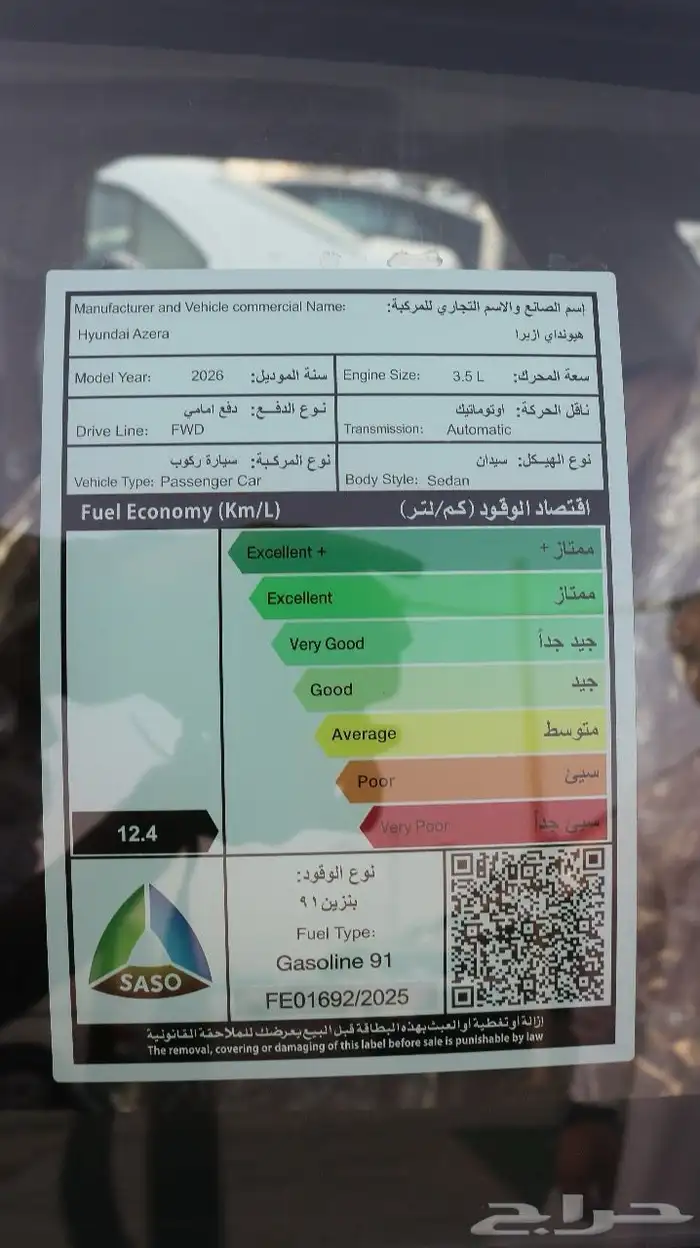 Manufacturer and Vehicle commercial Name: إسم الصانع والاسم التجاري للمركبة:
Hyundai Azera هيونداي ازيرا
Model Year: 2026 سنة الموديل: Engine Size: 3.5 L سعة المحرك:
نوع الدفع: دفع امامي ناقل الحركة: اوتوماتيك
Drive Line: FWD Transmission: Automatic
نوع المركبة: سيارة ركوب نوع الهيكل: سيدان
Vehicle Type: Passenger Car Body Style: Sedan
Fuel Economy (Km/L) اقتصاد الوقود (كم/لتر)
Excellent + ممتاز +
Excellent ممتاز
Very Good جيد جداً
Good جيد
Average متوسط
Poor سيئ
Very Poor سيئ جداً
12.4
نوع الوقود:
بنزين ٩١
Fuel Type:
Gasoline 91
FE01692/2025
SASO
إزالة أو تغطية أو العبث بهذه البطاقة قبل البيع يعرضك للملاحقة القانونية
The removal, covering or damaging of this label before sale is punishable by law
حراج